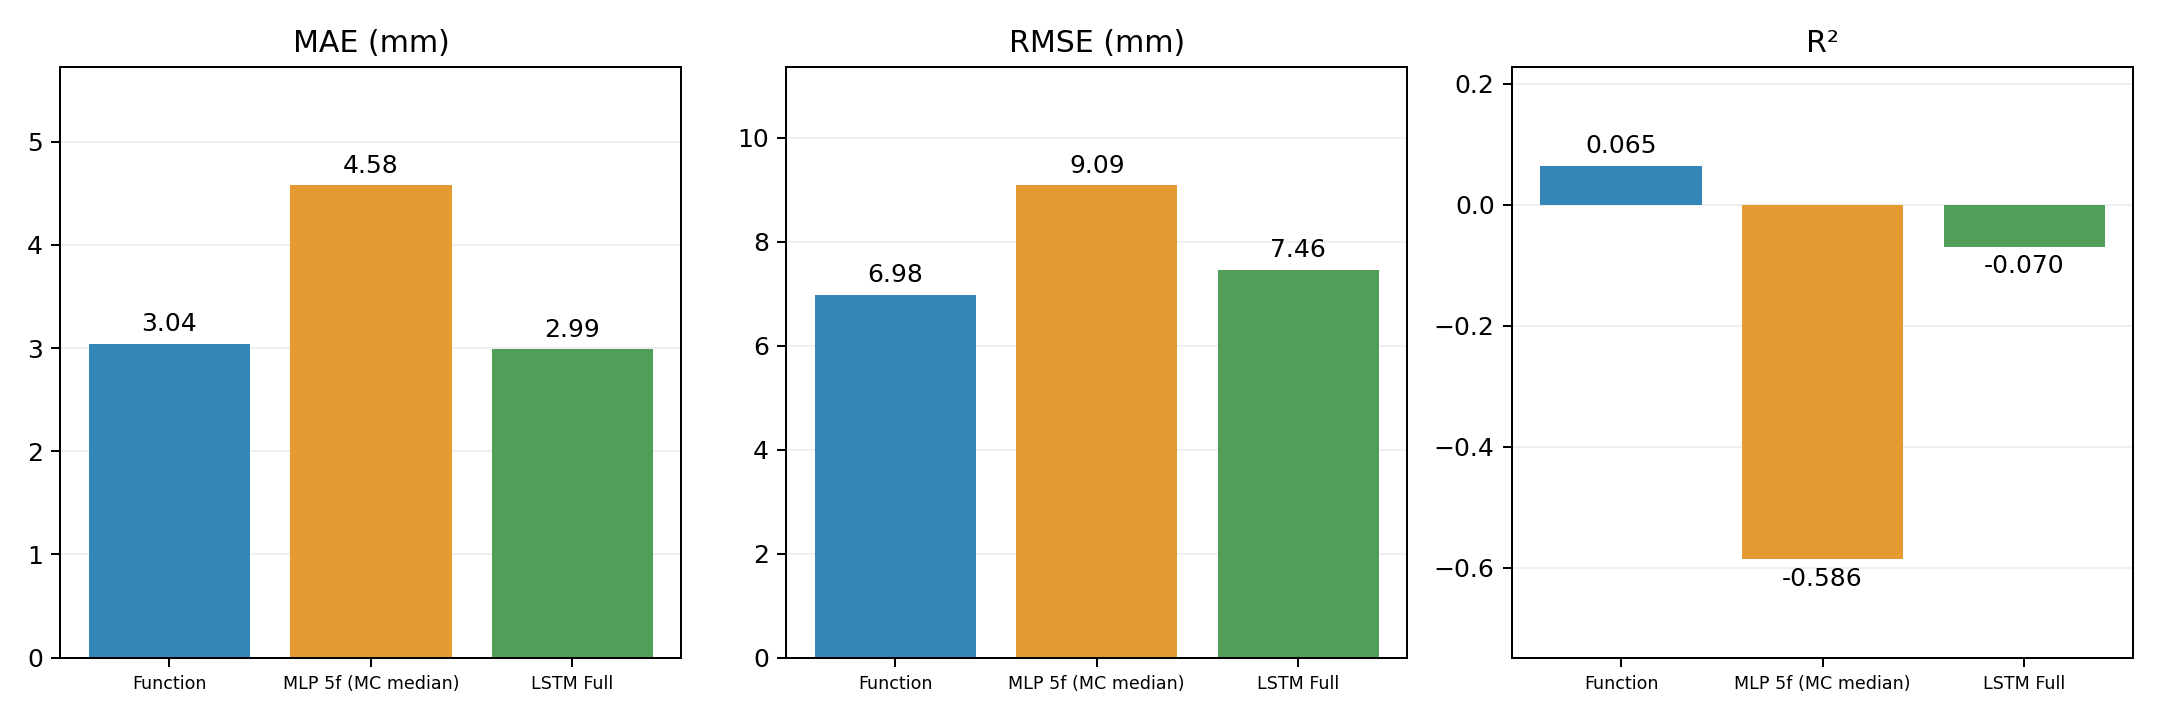 MAE (mm)
5
4
3
2
1
0
4.58
3.04
2.99
Function
MLP 5f (MC median)
LSTM Full
RMSE (mm)
10
8
6
4
2
0
9.09
7.46
6.98
Function
MLP 5f (MC median)
LSTM Full
R²
0.2
0.0
−0.2
−0.4
−0.6
0.065
-0.070
-0.586
Function
MLP 5f (MC median)
LSTM Full